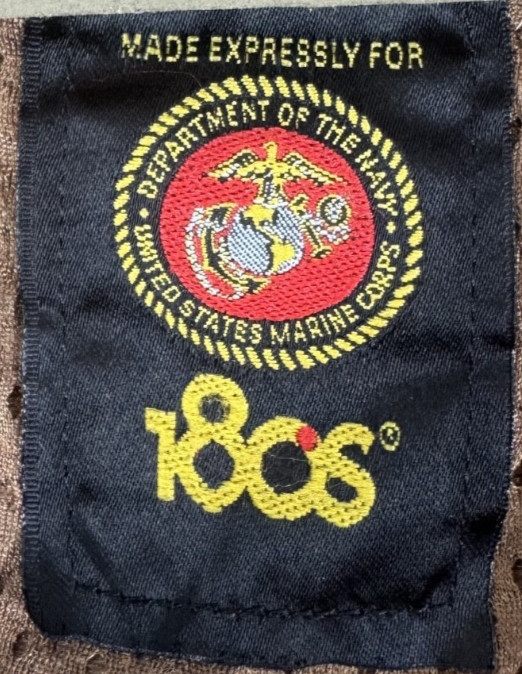 MADE EXPRESSLY FOR
DEPARTMENT OF THE NAVY
UNITED STATES MARINE CORPS
180s®